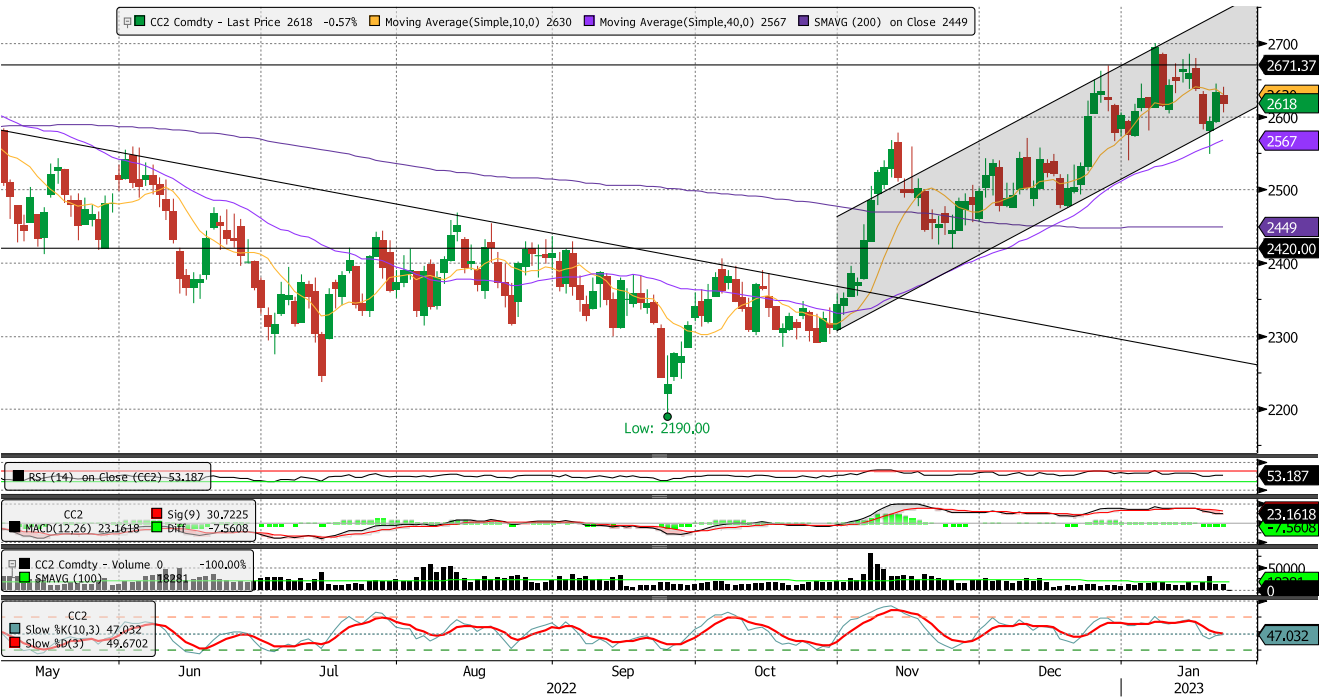 CC2 Comdty - Last Price 2618 -0.57% Moving Average(Simple,10,0) 2630 Moving Average(Simple,40,0) 2567 SMAVG (200) on Close 2449
2700
2671.37
2618
2600
2567
2500
2449
2420.00
2400
2300
2200
Low: 2190.00
RSI (14) on Close (CC2) 53.187
53.187
CC2 Sig(9) 30.7225
MACD(12,26) 23.1618 Diff -7.5608
23.1618
-7.5608
CC2 Comdty - Volume 0 -100.00%
SMAVG (100) 18281
50000
0
CC2
Slow %K(10,3) 47.032
Slow %D(3) 49.6702
47.032
May Jun Jul Aug Sep Oct Nov Dec Jan
2022 2023